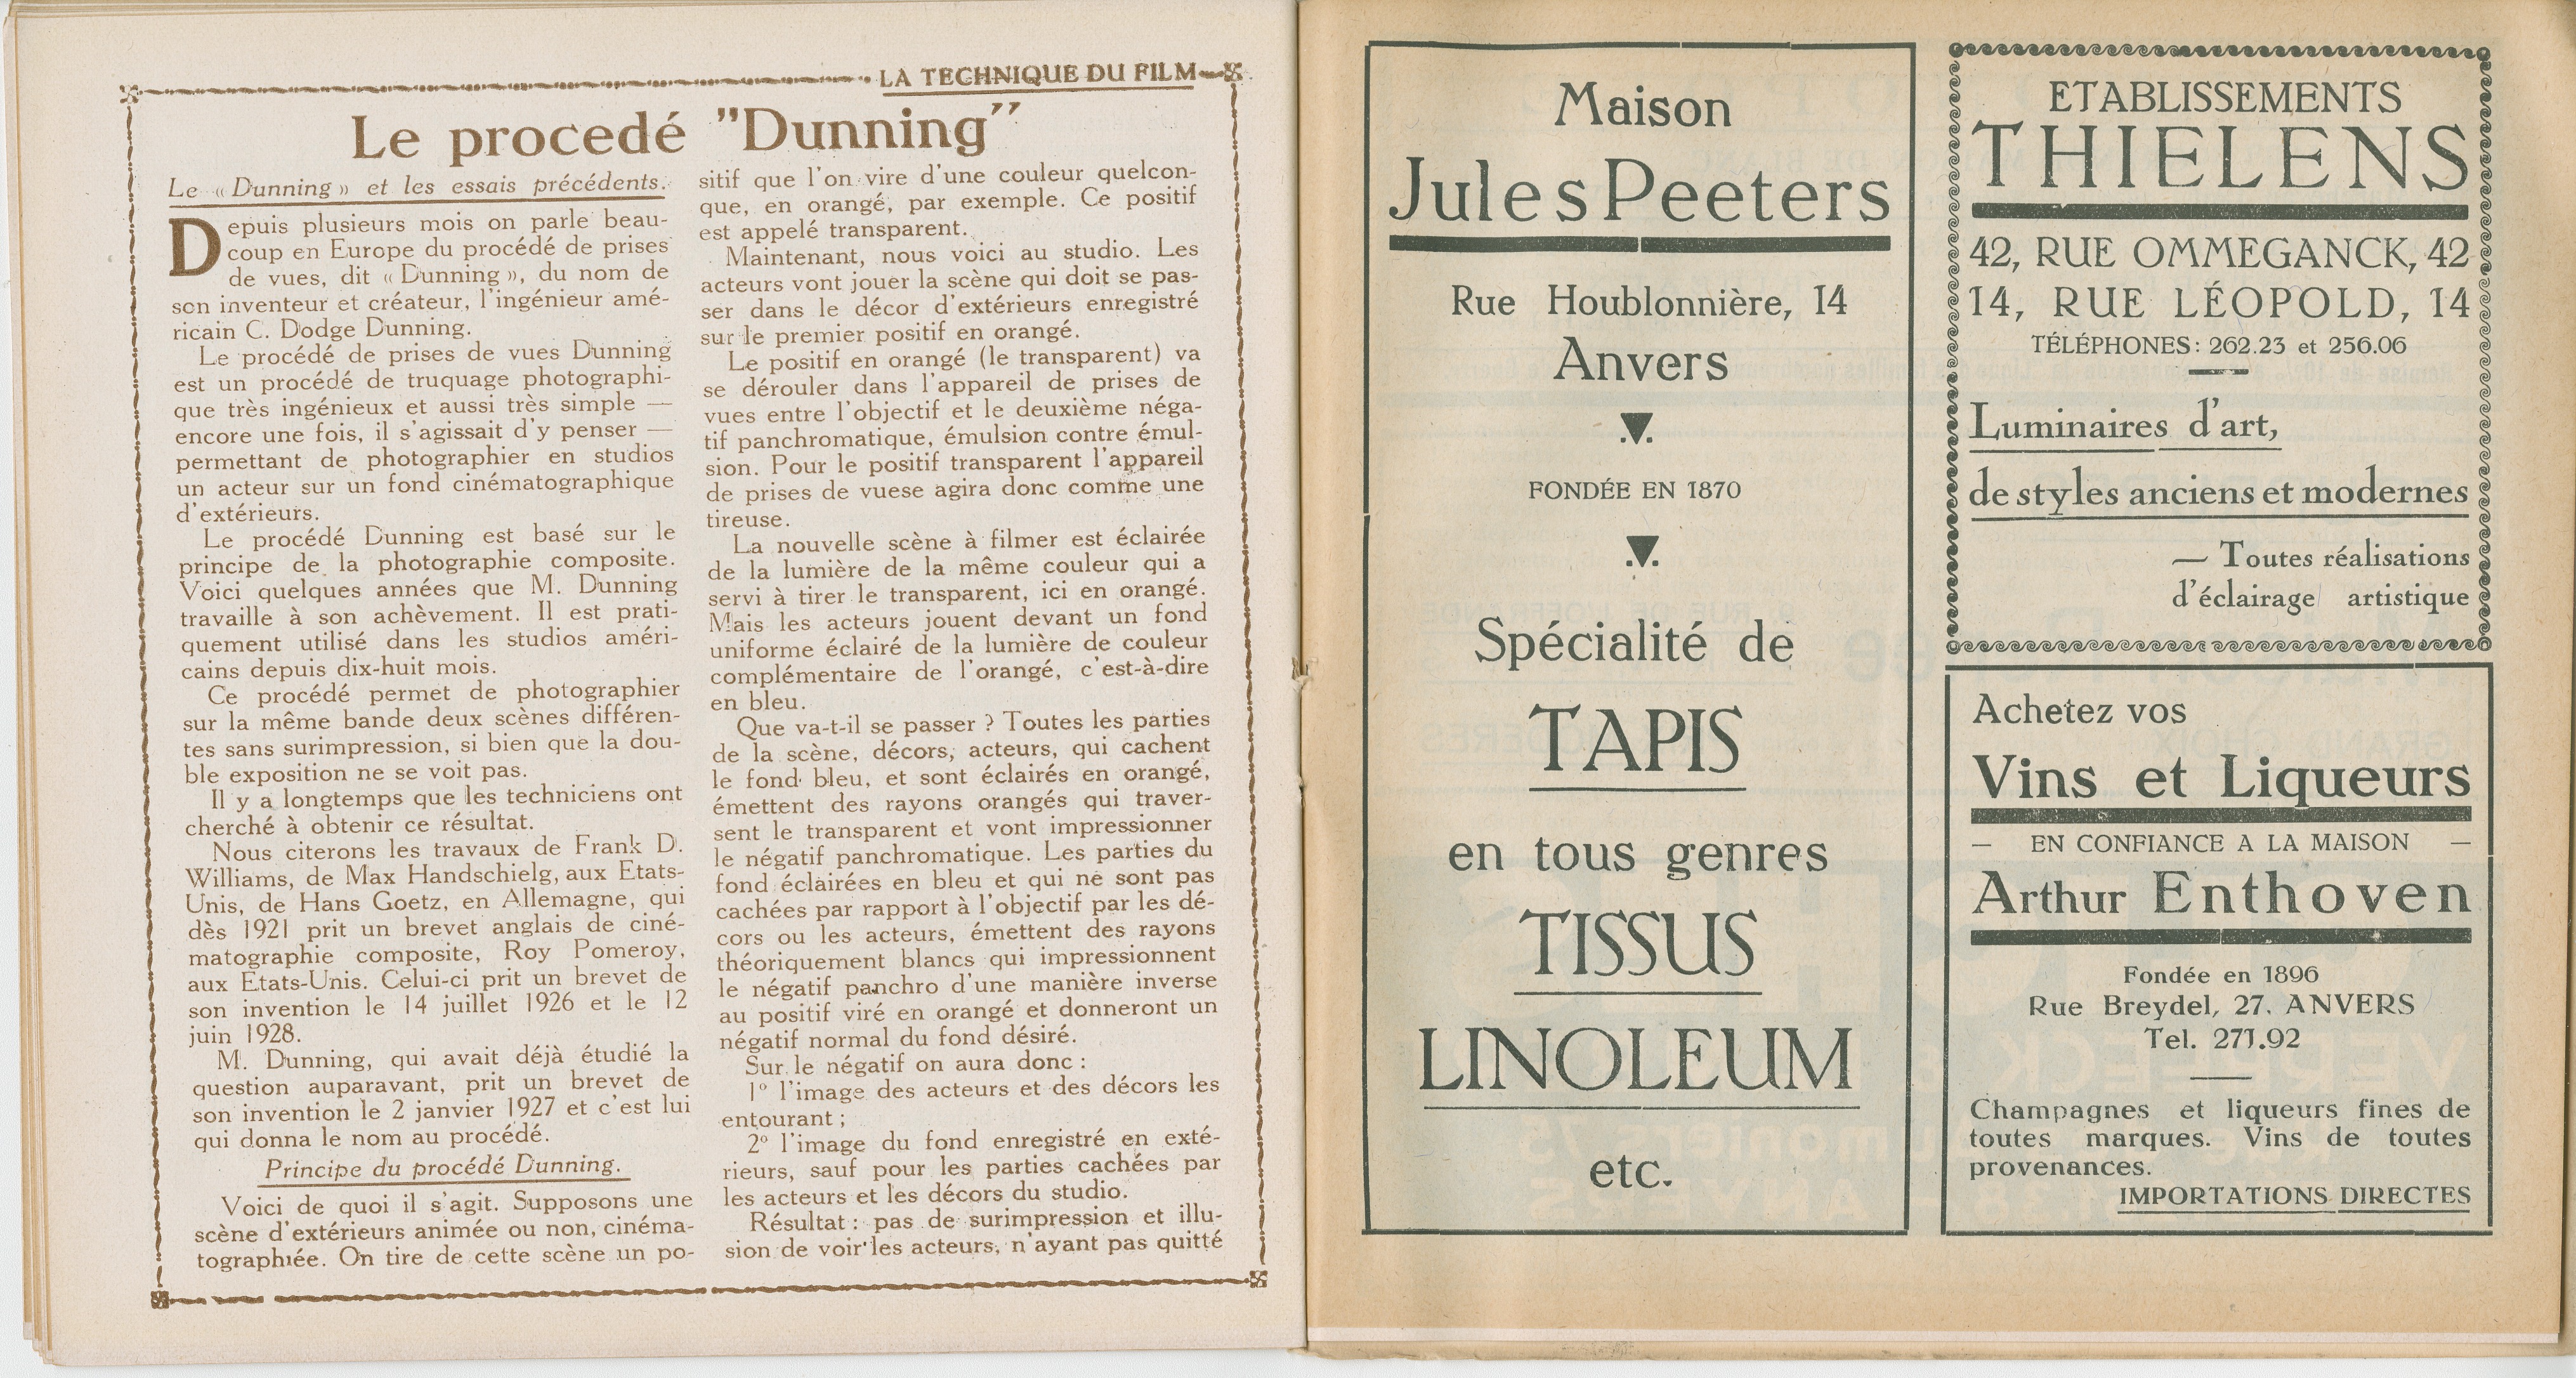 LA TECHNIQUE DU FILM
Le procedé "Dunning"
Le « Dunning » et les essais précédents.
Depuis plusieurs mois on parle beau-
coup en Europe du procédé de prises
de vues, dit « Dunning », du nom de
son inventeur et créateur, l'ingénieur amé-
ricain C. Dodge Dunning.
Le procédé de prises de vues Dunning
est un procédé de truquage photographi-
que très ingénieux et aussi très simple —
encore une fois, il s'agissait d'y penser —
permettant de photographier en studios
un acteur sur un fond cinématographique
d'extérieurs.
Le procédé Dunning est basé sur le
principe de la photographie composite.
Voici quelques années que M. Dunning
travaille à son achèvement. Il est prati-
quement utilisé dans les studios améri-
cains depuis dix-huit mois.
Ce procédé permet de photographier
sur la même bande deux scènes différen-
tes sans surimpression, si bien que la dou-
ble exposition ne se voit pas.
Il y a longtemps que les techniciens ont
cherché à obtenir ce résultat.
Nous citerons les travaux de Frank D.
Williams, de Max Handschielg, aux Etats-
Unis, de Hans Goetz, en Allemagne, qui
dès 1921 prit un brevet anglais de ciné-
matographie composite, Roy Pomeroy,
aux Etats-Unis. Celui-ci prit un brevet de
son invention le 14 juillet 1926 et le 12
juin 1928.
M. Dunning, qui avait déjà étudié la
question auparavant, prit un brevet de
son invention le 2 janvier 1927 et c'est lui
qui donna le nom au procédé.
Principe du procédé Dunning.
Voici de quoi il s'agit. Supposons une
scène d'extérieurs animée ou non, cinéma-
tographiée. On tire de cette scène un po-
sitif que l'on vire d'une couleur quelcon-
que, en orangé, par exemple. Ce positif
est appelé transparent.
Maintenant, nous voici au studio. Les
acteurs vont jouer la scène qui doit se pas-
ser dans le décor d'extérieurs enregistré
sur le premier positif en orangé.
Le positif en orangé (le transparent) va
se dérouler dans l'appareil de prises de
vues entre l'objectif et le deuxième néga-
tif panchromatique, émulsion contre émul-
sion. Pour le positif transparent l'appareil
de prises de vuese agira donc comme une
tireuse.
La nouvelle scène à filmer est éclairée
de la lumière de la même couleur qui a
servi à tirer le transparent, ici en orangé.
Mais les acteurs jouent devant un fond
uniforme éclairé de la lumière de couleur
complémentaire de l'orangé, c'est-à-dire
en bleu.
Que va-t-il se passer ? Toutes les parties
de la scène, décors, acteurs, qui cachent
le fond bleu, et sont éclairés en orangé,
émettent des rayons orangés qui traver-
sent le transparent et vont impressionner
le négatif panchromatique. Les parties du
fond éclairées en bleu et qui ne sont pas
cachées par rapport à l'objectif par les dé-
cors ou les acteurs, émettent des rayons
théoriquement blancs qui impressionnent
le négatif panchro d'une manière inverse
au positif viré en orangé et donneront un
négatif normal du fond désiré.
Sur le négatif on aura donc :
1º l'image des acteurs et des décors les
entourant ;
2º l'image du fond enregistré en exté-
rieurs, sauf pour les parties cachées par
les acteurs et les décors du studio.
Résultat : pas de surimpression et illu-
sion de voir les acteurs, n'ayant pas quitté
Maison
Jules Peeters
Rue Houblonnière, 14
Anvers
FONDÉE EN 1870
Spécialité de
TAPIS
en tous genres
TISSUS
LINOLEUM
etc.
ETABLISSEMENTS
THIELENS
42, RUE OMMEGANCK, 42
14, RUE LÉOPOLD, 14
TÉLÉPHONES : 262.23 et 256.06
Luminaires d'art,
de styles anciens et modernes
— Toutes réalisations
d'éclairage artistique
Achetez vos
Vins et Liqueurs
— EN CONFIANCE A LA MAISON —
Arthur Enthoven
Fondée en 1896
Rue Breydel, 27, ANVERS
Tel. 271.92
Champagnes et liqueurs fines de
toutes marques. Vins de toutes
provenances.
IMPORTATIONS DIRECTES